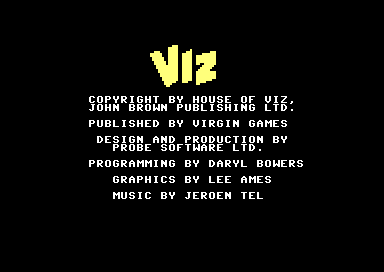 VIZ
COPYRIGHT BY HOUSE OF VIZ,
JOHN BROWN PUBLISHING LTD.
PUBLISHED BY VIRGIN GAMES
DESIGN AND PRODUCTION BY
PROBE SOFTWARE LTD.
PROGRAMMING BY DARYL BOWERS
GRAPHICS BY LEE AMES
MUSIC BY JEROEN TEL